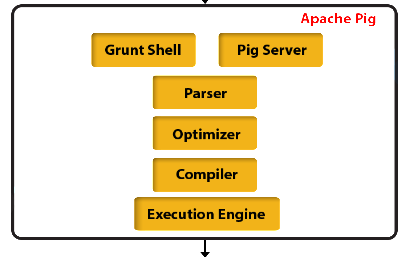 Apache Pig
Grunt Shell Pig Server
Parser
Optimizer
Compiler
Execution Engine